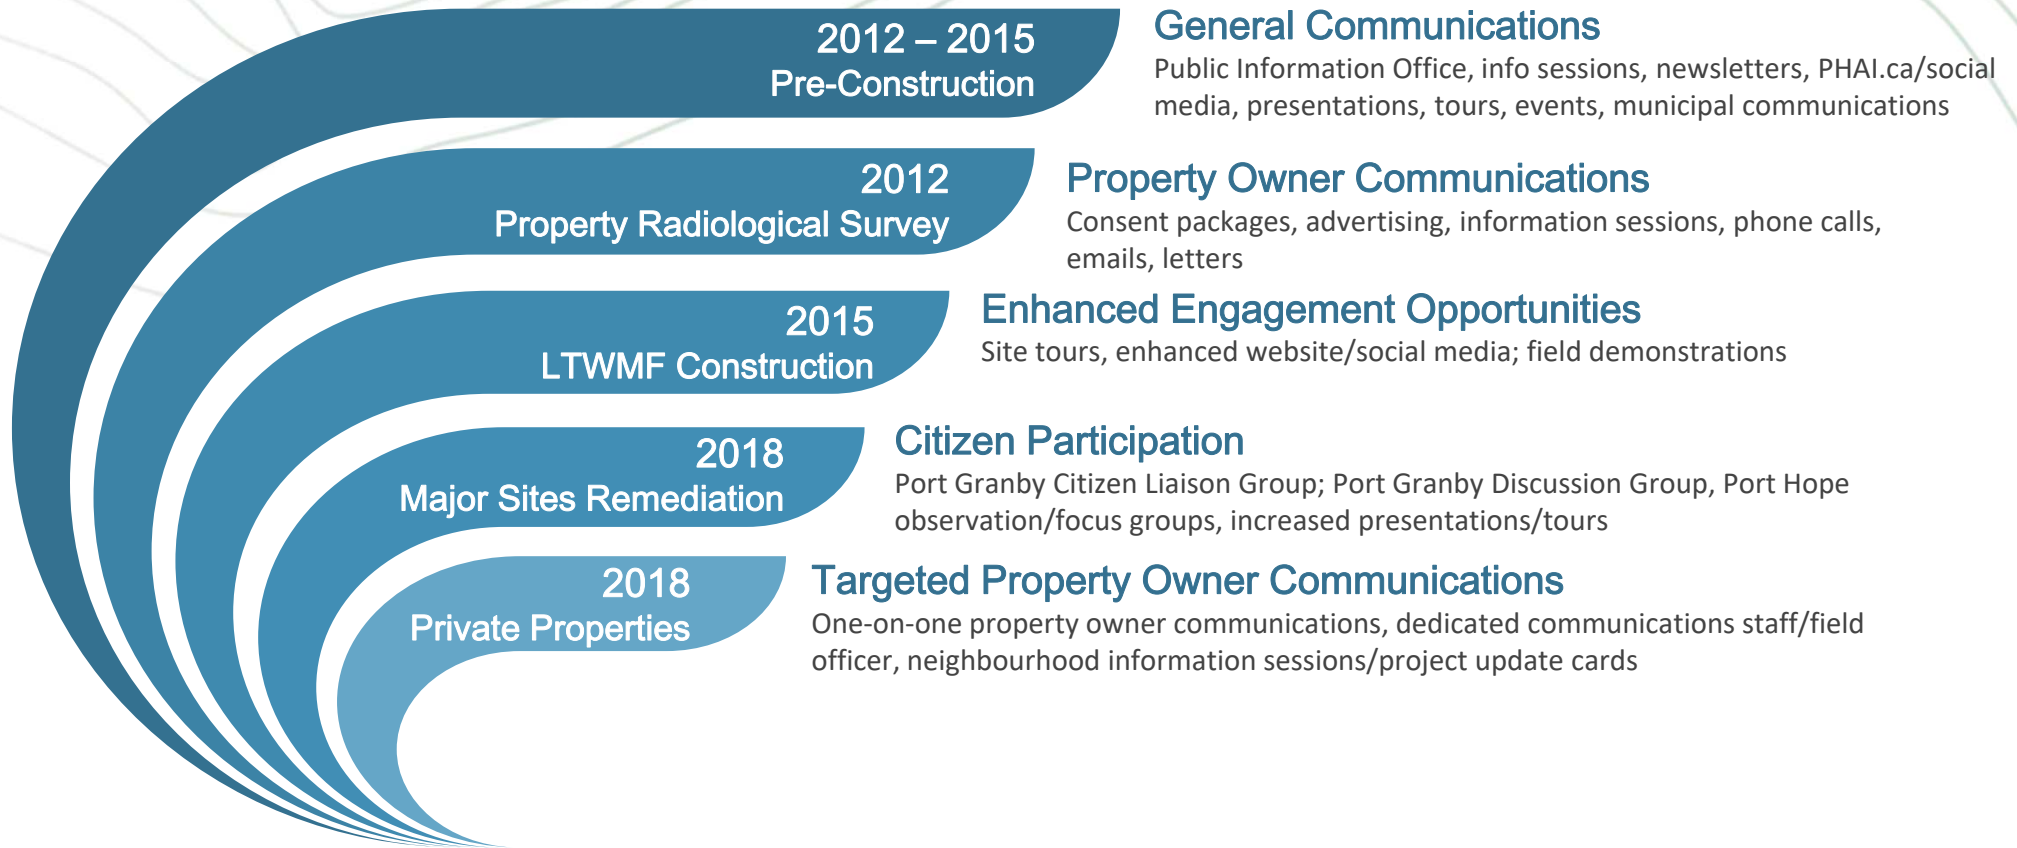 2012 – 2015
Pre-Construction
General Communications
Public Information Office, info sessions, newsletters, PHAI.ca/social
media, presentations, tours, events, municipal communications
2012
Property Radiological Survey
Property Owner Communications
Consent packages, advertising, information sessions, phone calls,
emails, letters
2015
LTWMF Construction
Enhanced Engagement Opportunities
Site tours, enhanced website/social media; field demonstrations
2018
Major Sites Remediation
Citizen Participation
Port Granby Citizen Liaison Group; Port Granby Discussion Group, Port Hope
observation/focus groups, increased presentations/tours
2018
Private Properties
Targeted Property Owner Communications
One-on-one property owner communications, dedicated communications staff/field
officer, neighbourhood information sessions/project update cards